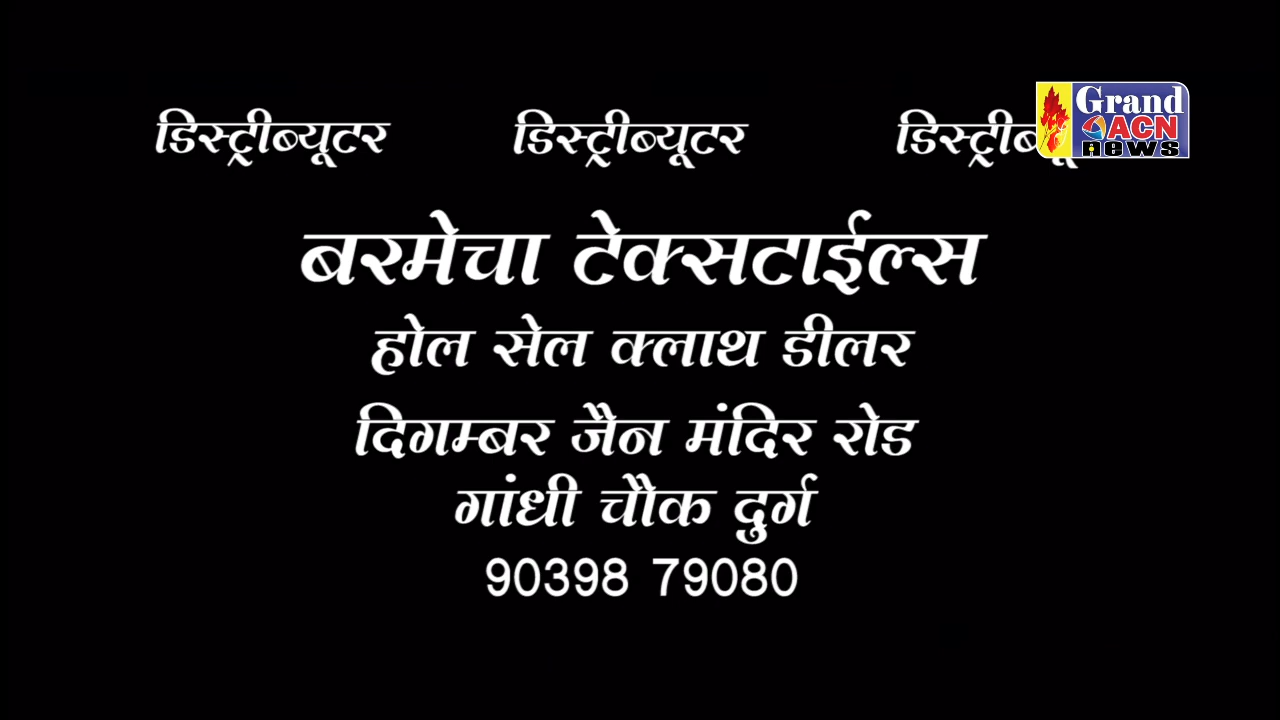 डिस्ट्रीब्यूटर डिस्ट्रीब्यूटर
Grand
ACN
news
बरमेचा टेक्सटाईल्स
होल सेल क्लाथ डीलर
दिगम्बर जैन मंदिर रोड
गांधी चौक दुर्ग
90398 79080